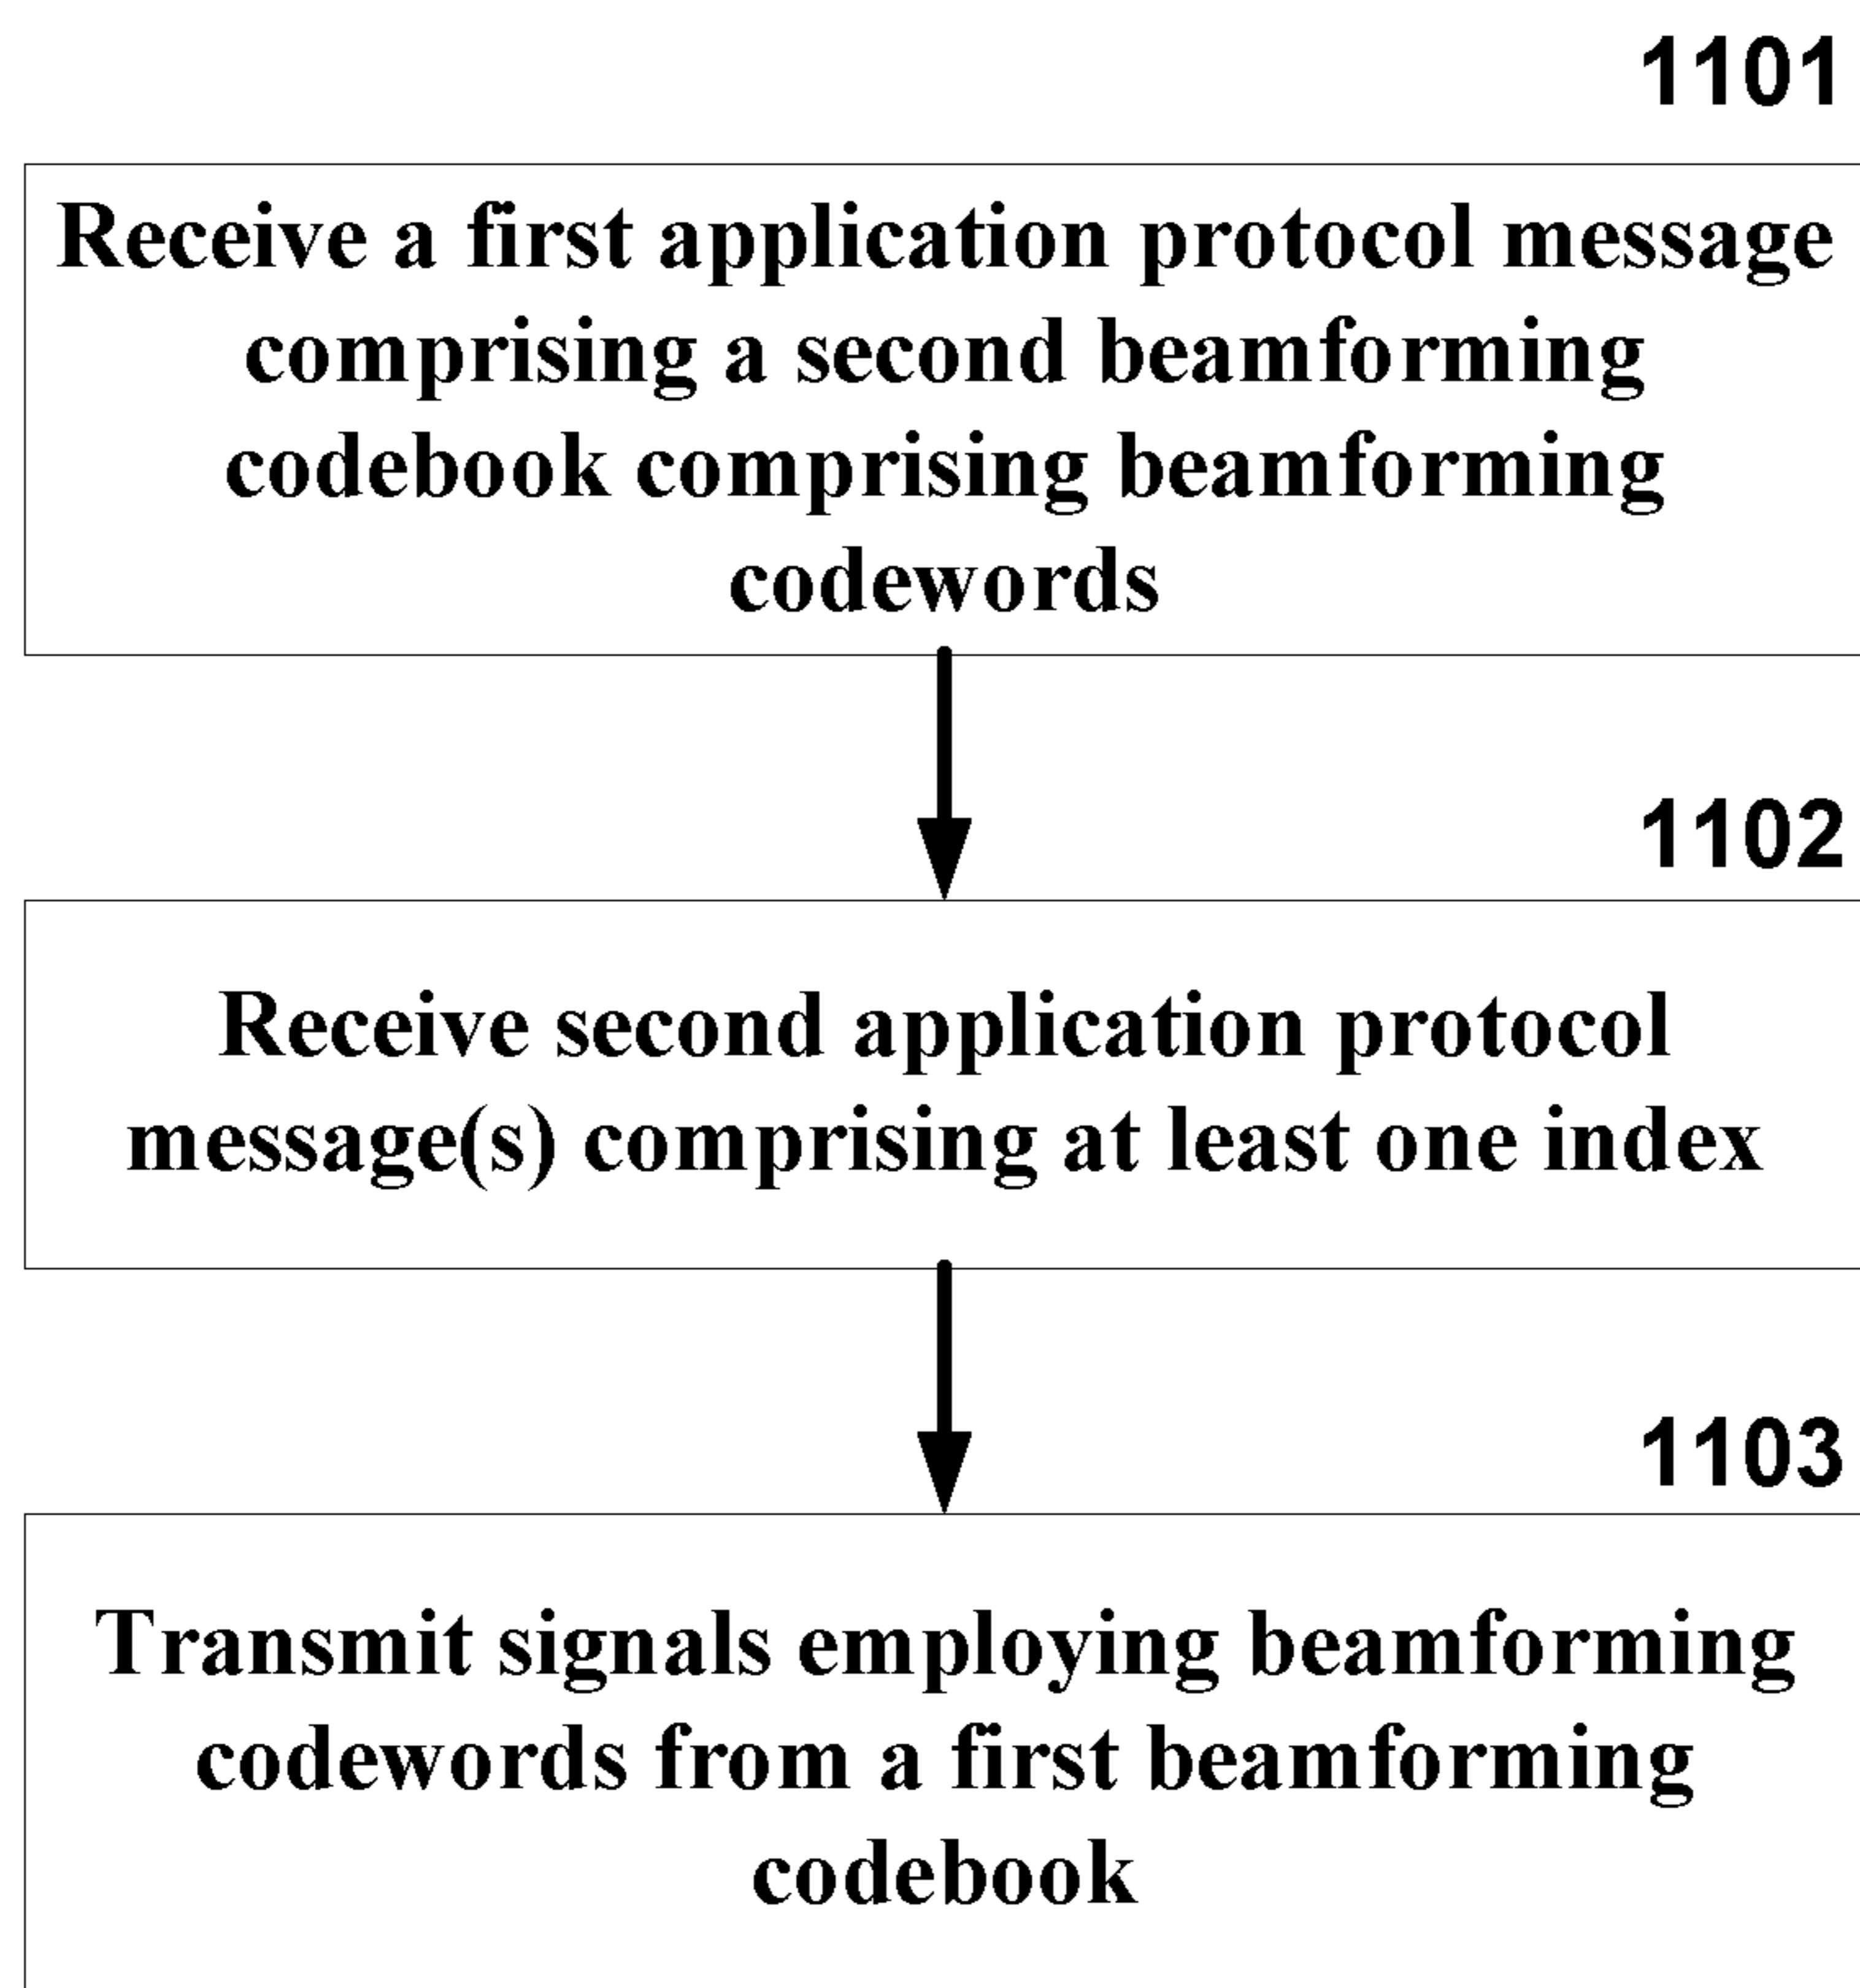 1101
Receive a first application protocol message
comprising a second beamforming
codebook comprising beamforming
codewords
1102
Receive second application protocol
message(s) comprising at least one index
1103
Transmit signals employing beamforming
codewords from a first beamforming
codebook